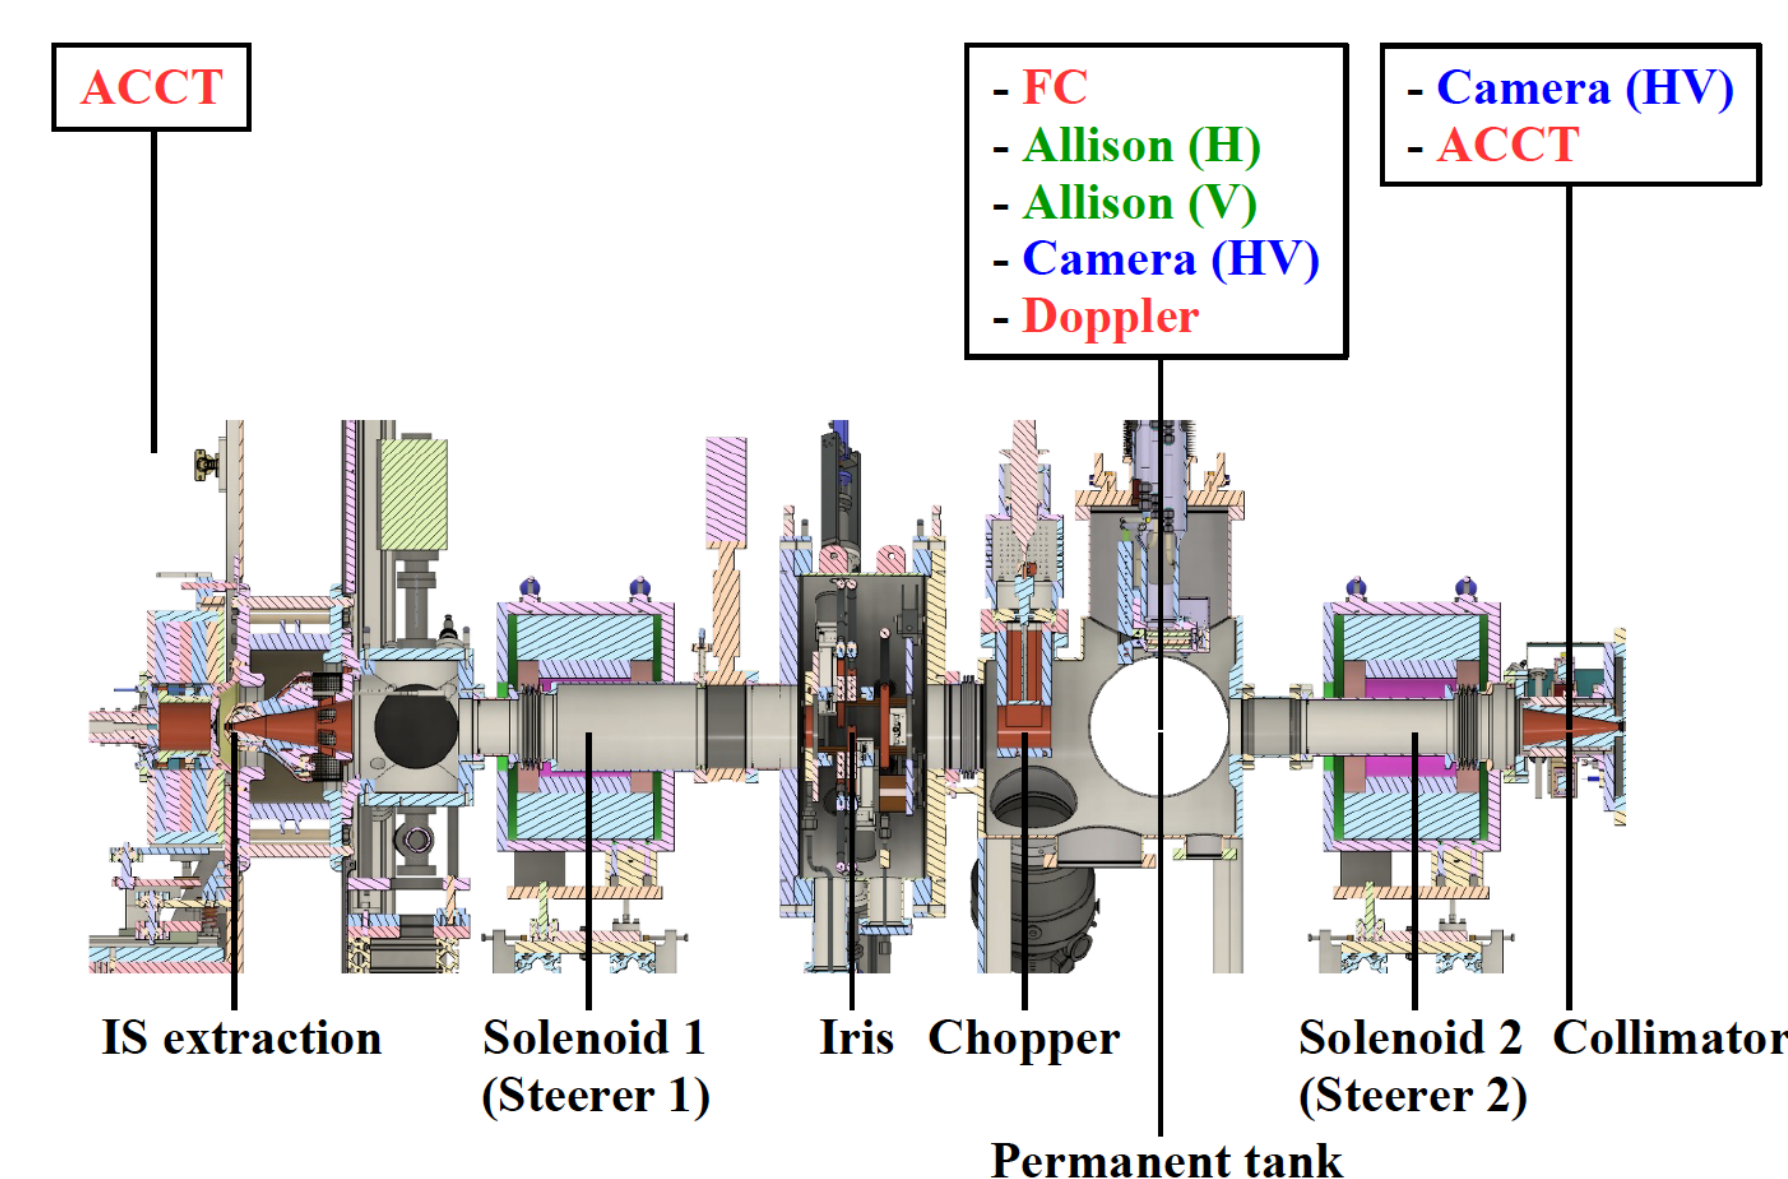 ACCT
- FC
- Allison (H)
- Allison (V)
- Camera (HV)
- Doppler
- Camera (HV)
- ACCT
IS extraction
Solenoid 1
(Steerer 1)
Iris
Chopper
Permanent tank
Solenoid 2
(Steerer 2)
Collimator